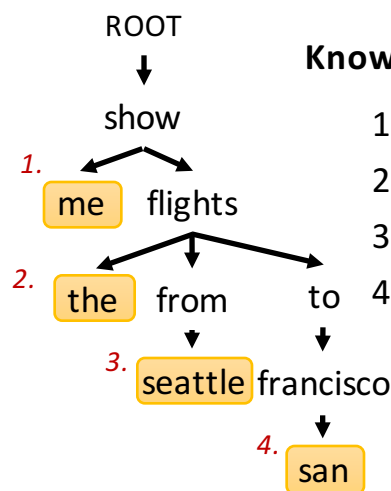 ROOT
Know
show
1
1.
me flights
2
2.
the from to
3
4
3.
seattle francisco
4.
san